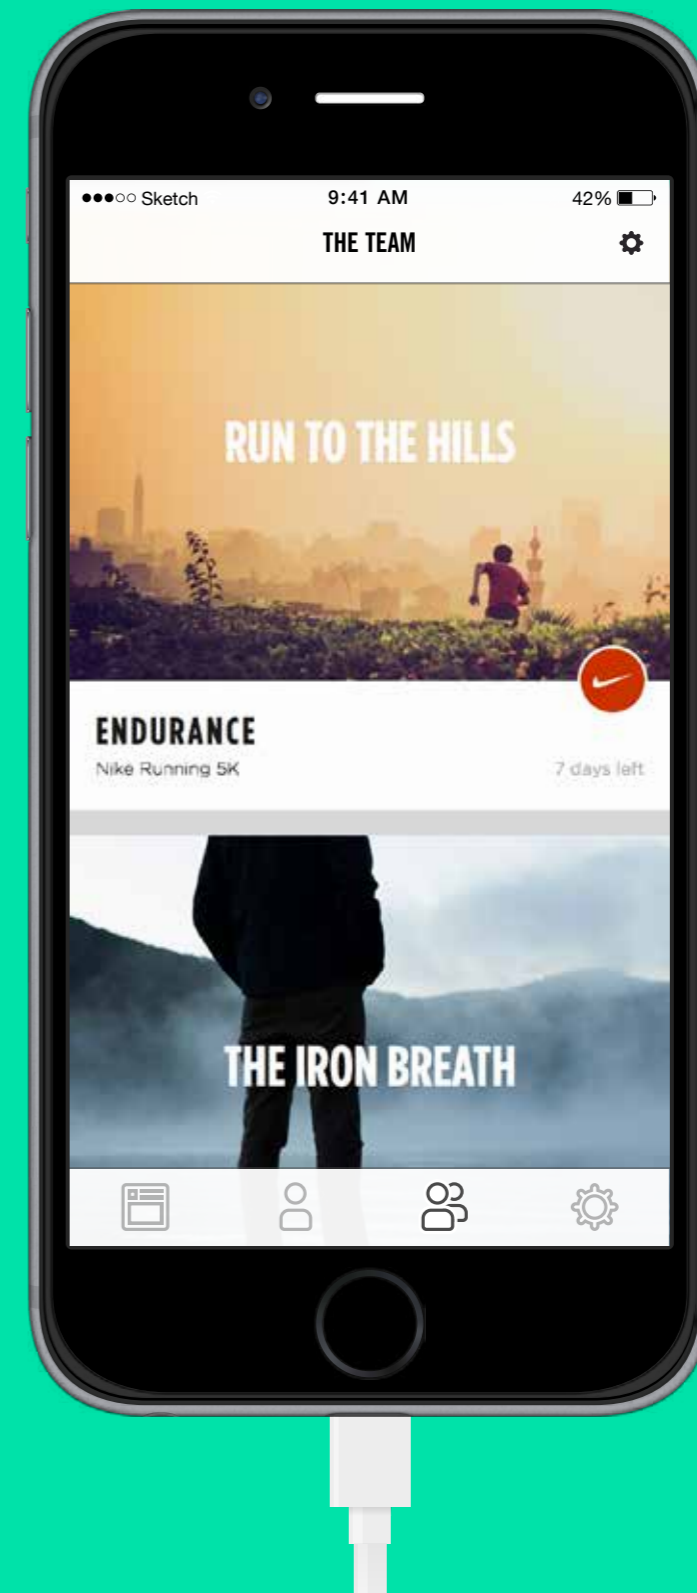 ●●●○○ Sketch 9:41 AM 42%
THE TEAM
RUN TO THE HILLS
ENDURANCE
Nike Running 5K 7 days left
THE IRON BREATH